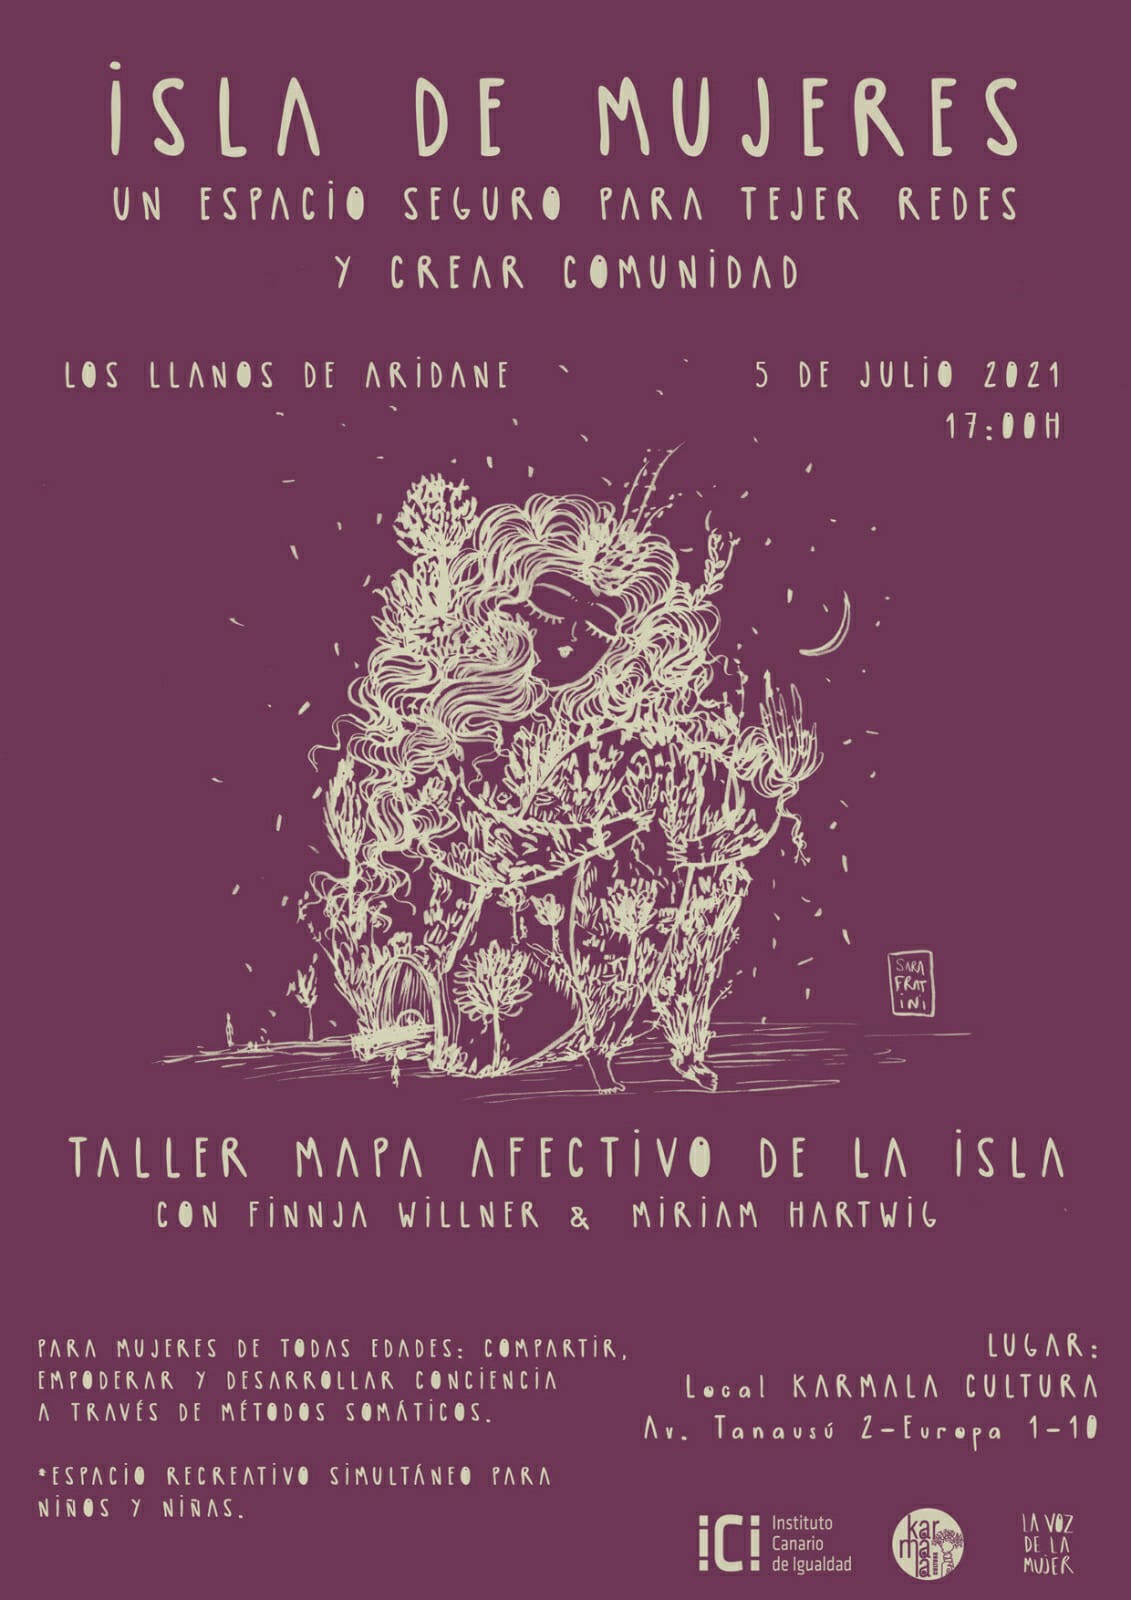 iSLA DE MUJERES
UN ESPACiO SEGURO PARA TEJER REDES
Y CREAR COMUNiDAD
LOS LLANOS DE ARiDANE
5 DE JULiO 2021
17:00H
SARA
FRAT
iNi
TALLER MAPA AFECTiVO DE LA iSLA
CON FiNNJA WiLLNER & MiRiAM HARTWiG
PARA MUJERES DE TODAS EDADES: COMPARTiR,
EMPODERAR Y DESARROLLAR CONCiENCiA
A TRAVÉS DE MÉTODOS SOMÁTiCOS.
*ESPACiO RECREATiVO SiMULTÁNEO PARA
NiÑOS Y NiÑAS.
LUGAR:
Local KARMALA CULTURA
Av. Tanausú 2-Europa 1-10
iCi Instituto
Canario
de Igualdad
kar
mala
CULTURA
LA VOZ
DE LA
MUJER